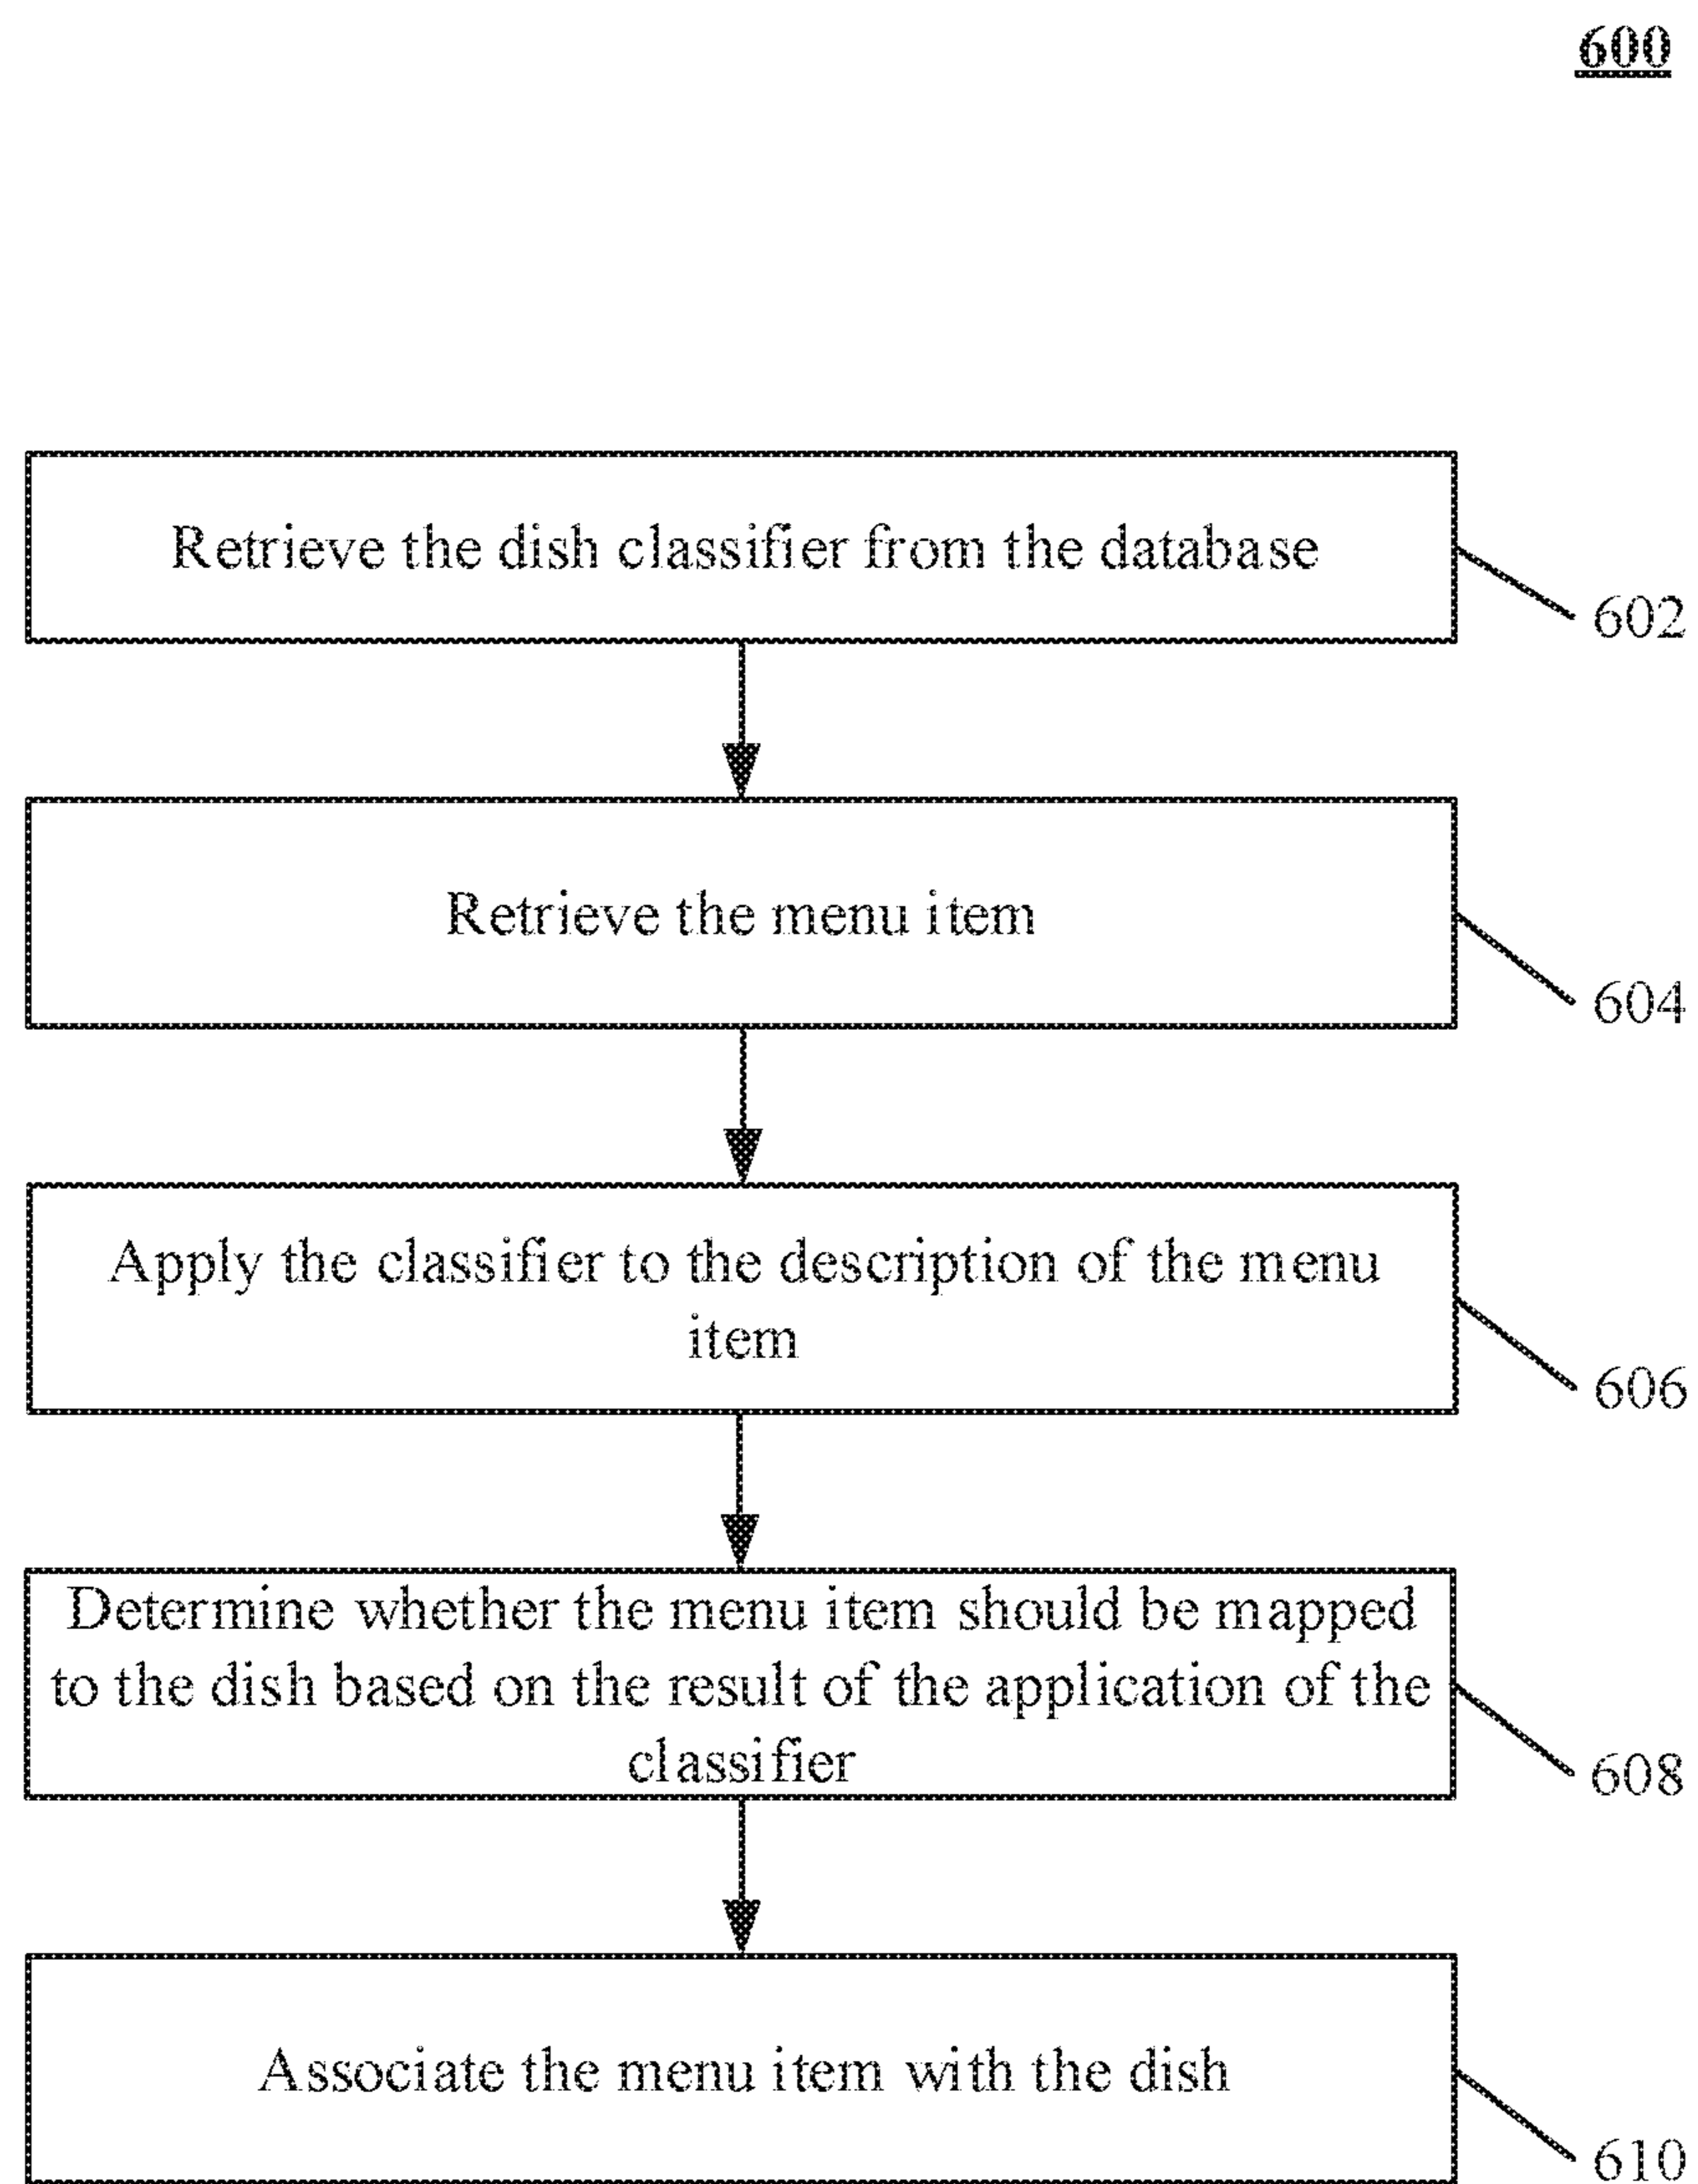 600
Retrieve the dish classifier from the database
602
Retrieve the menu item
604
Apply the classifier to the description of the menu
item
606
Determine whether the menu item should be mapped
to the dish based on the result of the application of the
classifier
608
Associate the menu item with the dish
610